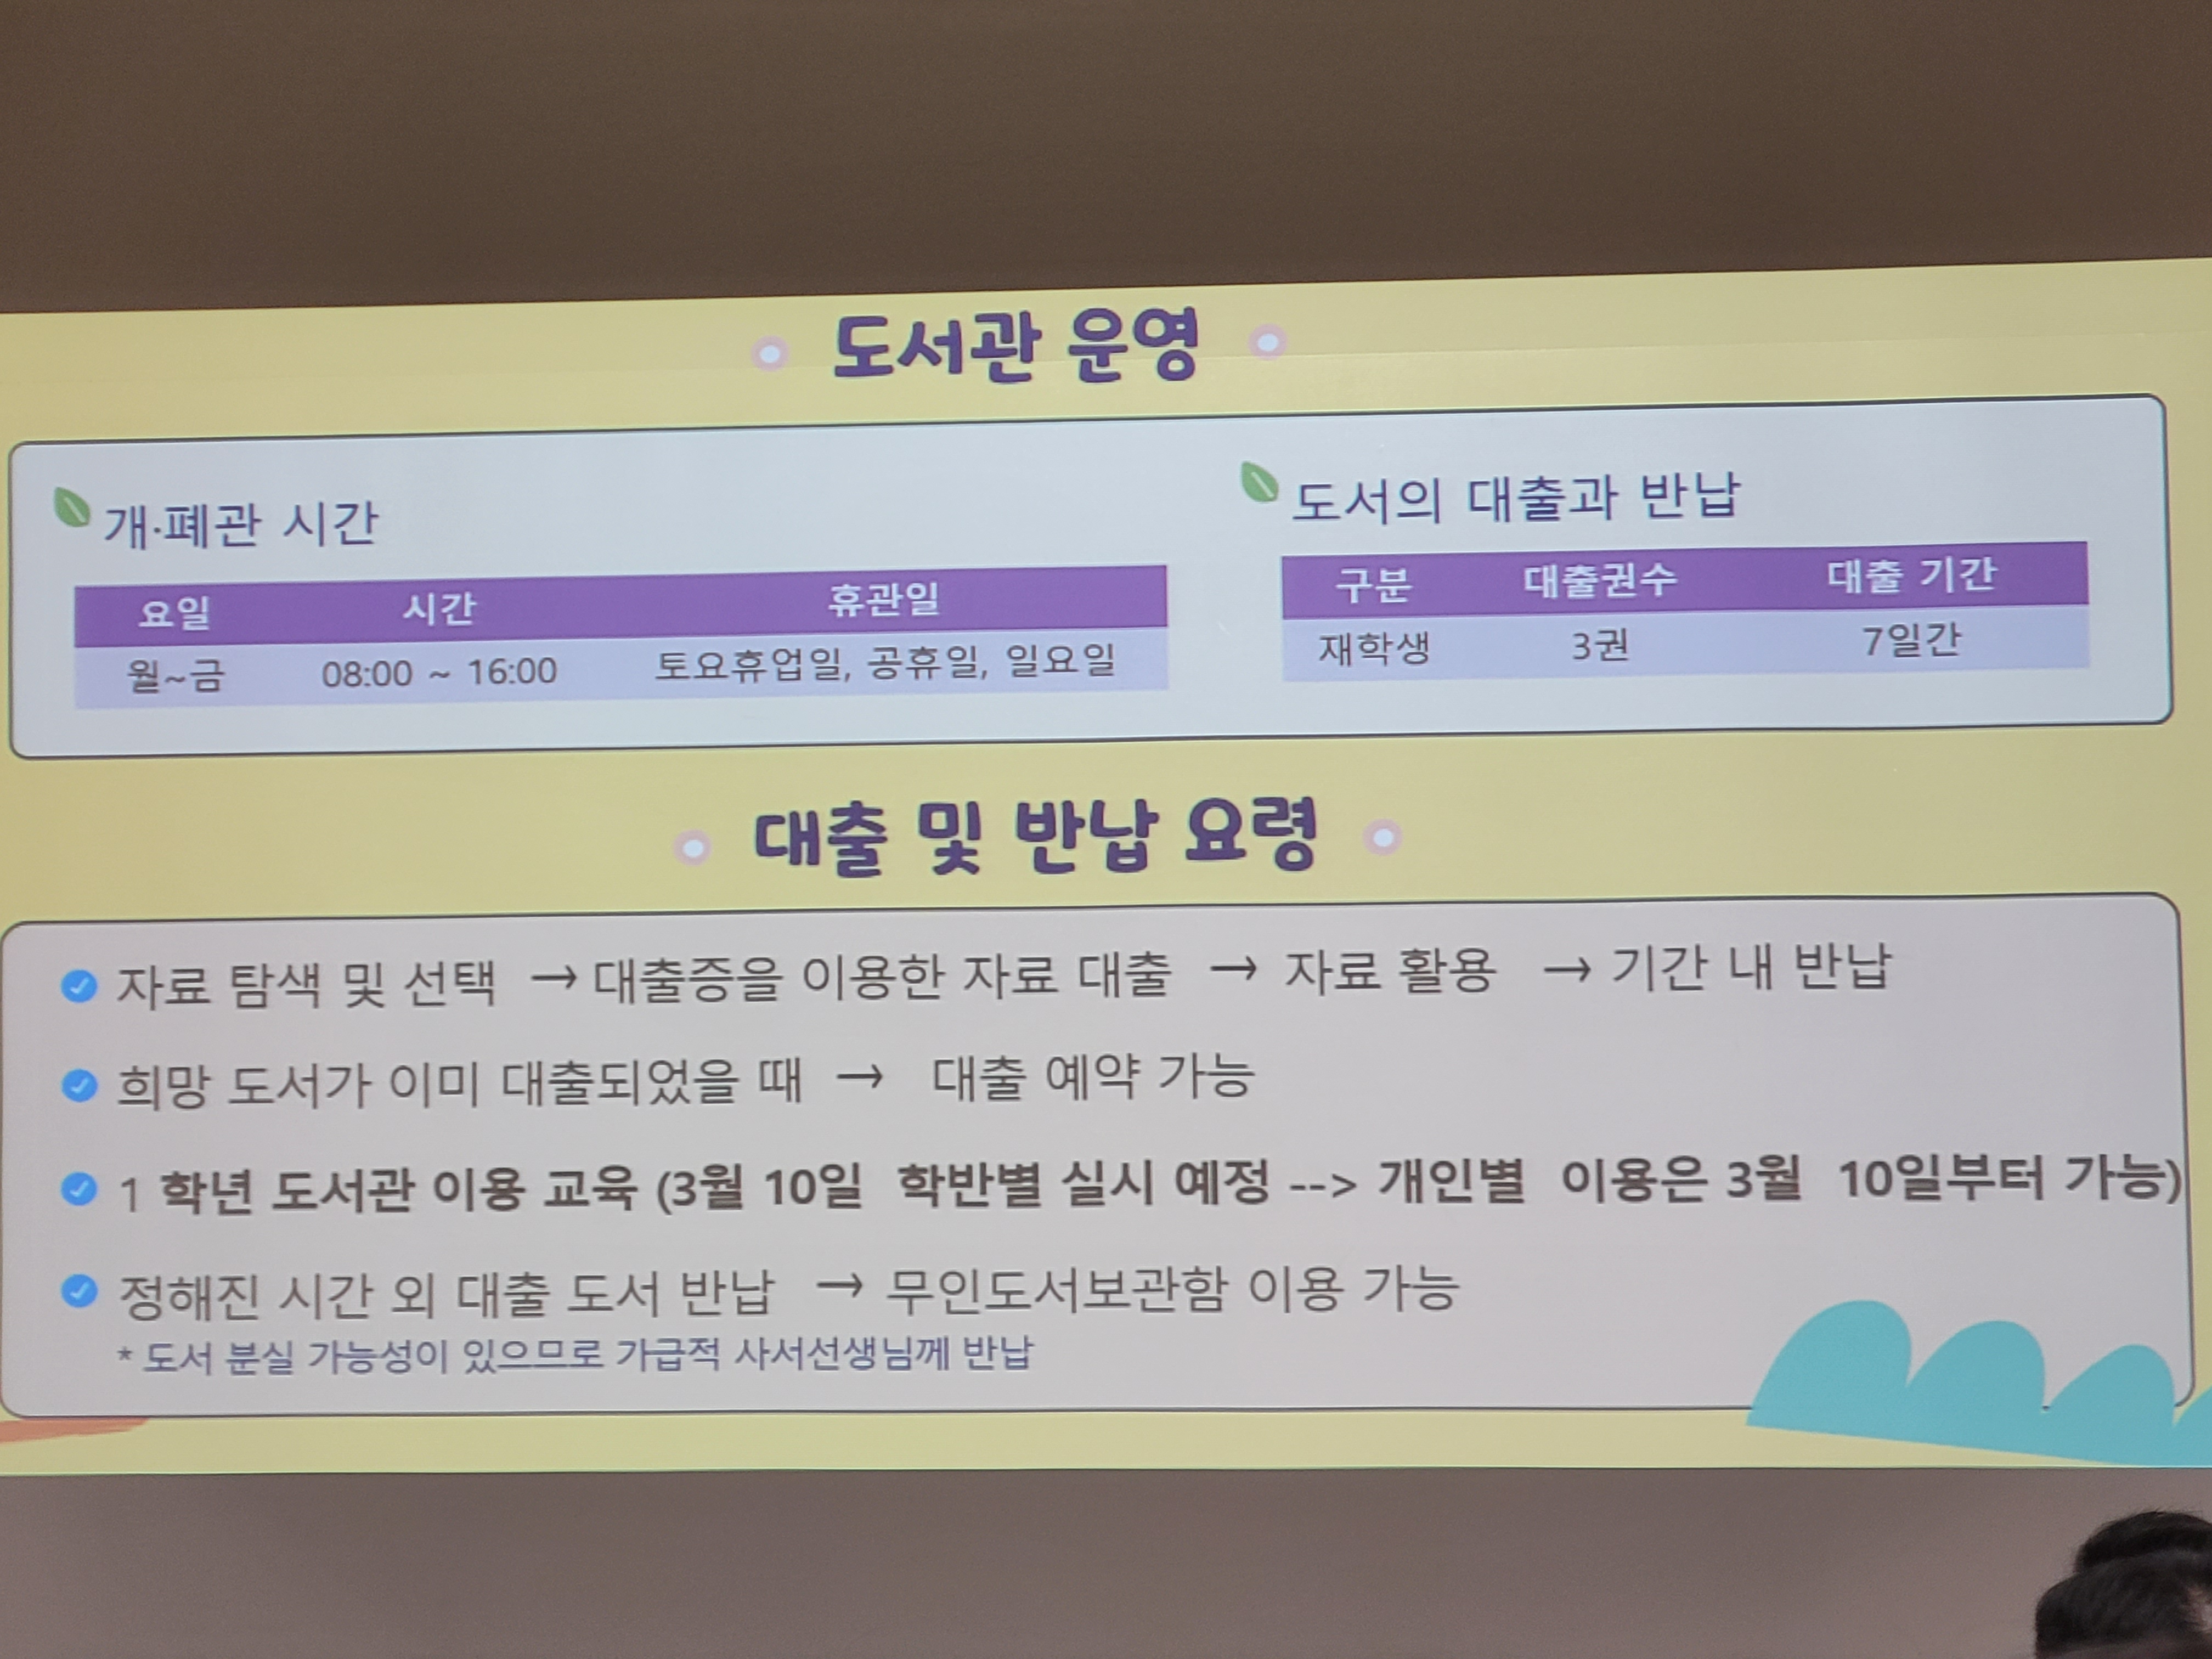 도서관 운영
개·폐관 시간
요일 시간 휴관일
월~금 08:00 ~ 16:00 토요휴업일, 공휴일, 일요일
도서의 대출과 반납
구분 대출권수 대출 기간
재학생 3권 7일간
대출 및 반납 요령
자료 탐색 및 선택 → 대출증을 이용한 자료 대출 → 자료 활용 → 기간 내 반납
희망 도서가 이미 대출되었을 때 → 대출 예약 가능
1 학년 도서관 이용 교육 (3월 10일 학반별 실시 예정 --> 개인별 이용은 3월 10일부터 가능)
정해진 시간 외 대출 도서 반납 → 무인도서보관함 이용 가능
* 도서 분실 가능성이 있으므로 가급적 사서선생님께 반납